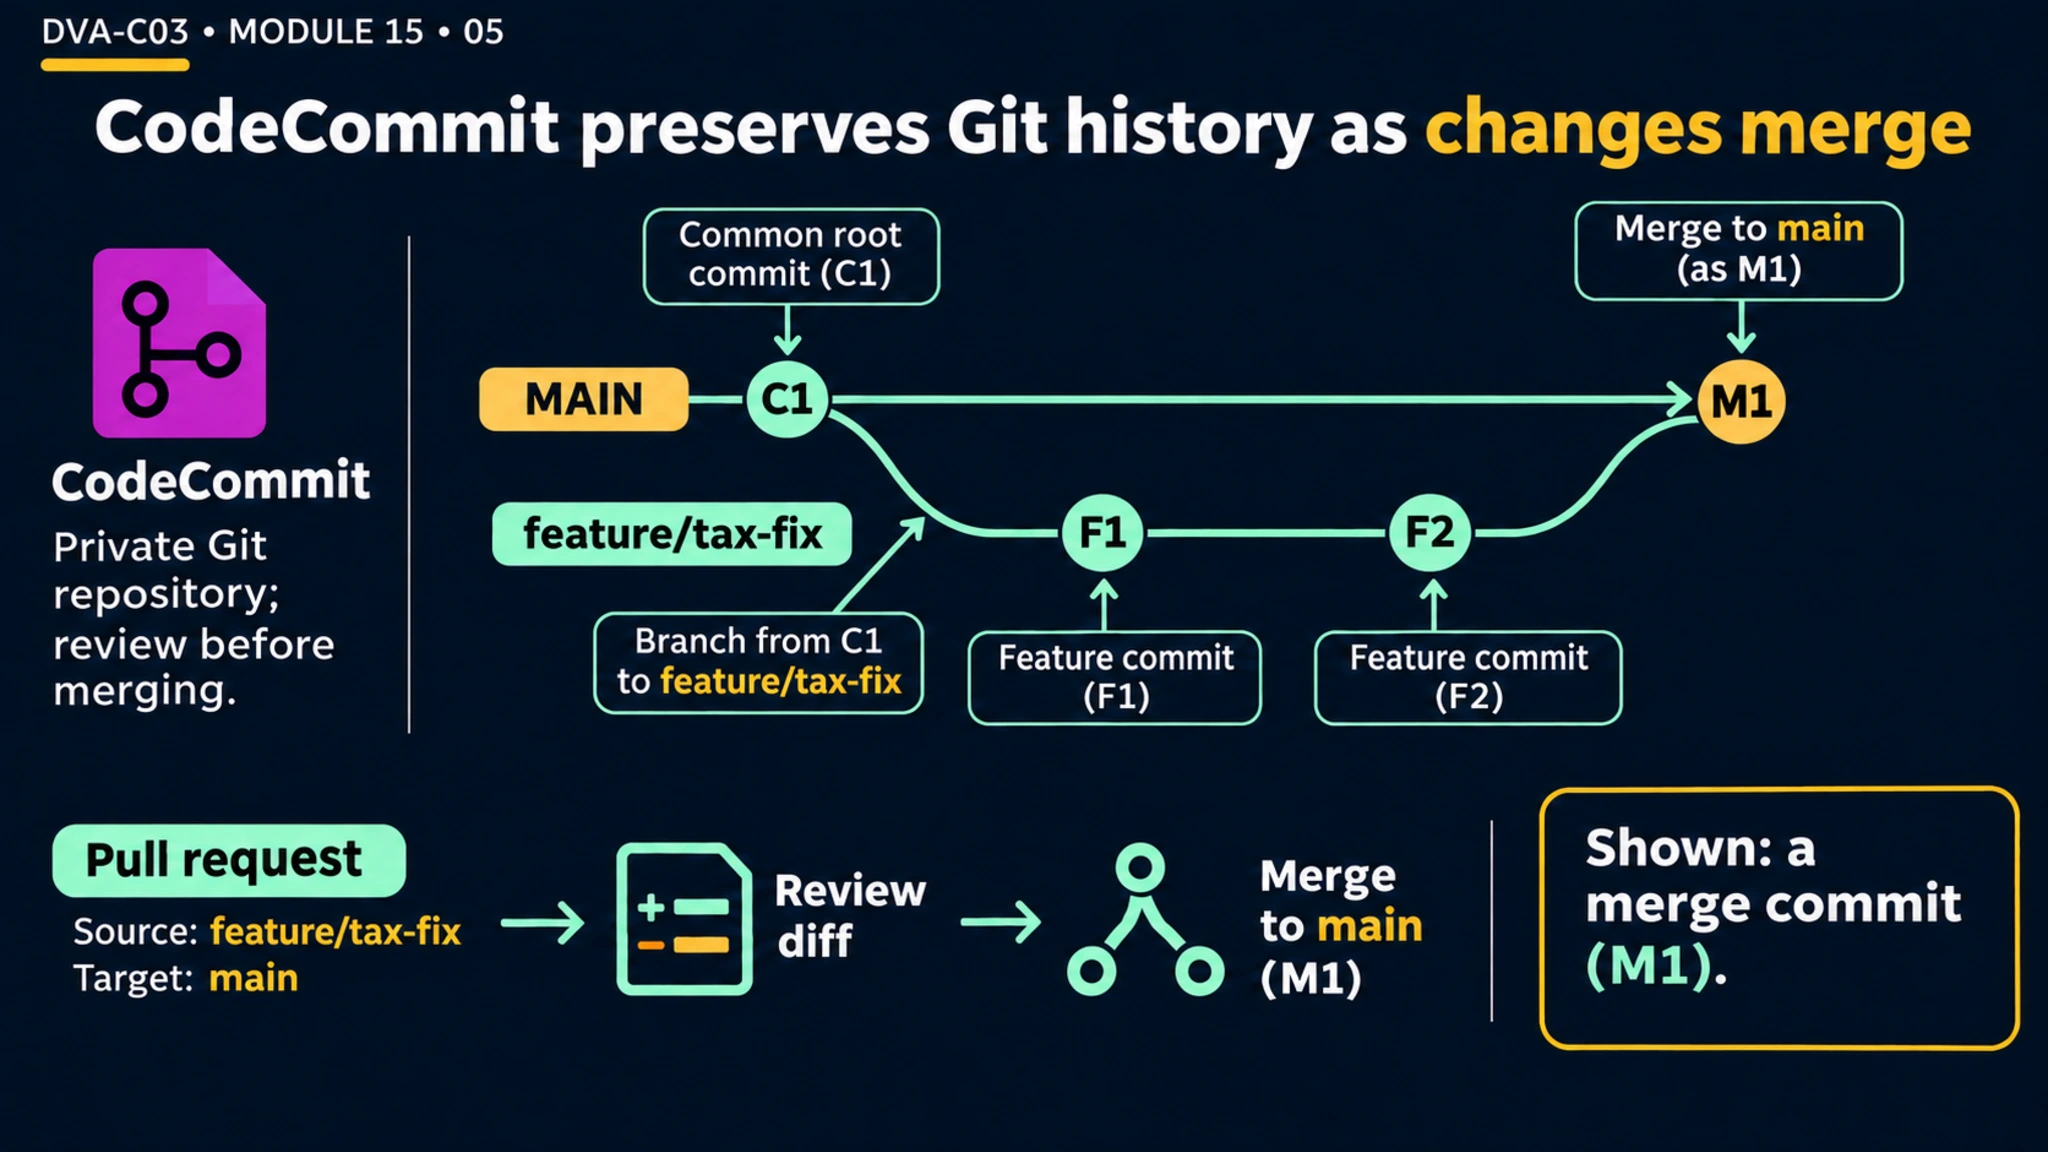 DVA-C03 • MODULE 15 • 05
CodeCommit preserves Git history as changes merge
Common root
commit (C1)
Merge to main
(as M1)
MAIN
C1
M1
CodeCommit
Private Git
repository;
review before
merging.
feature/tax-fix
F1
F2
Branch from C1
to feature/tax-fix
Feature commit
(F1)
Feature commit
(F2)
Pull request
Source: feature/tax-fix
Target: main
Review
diff
Merge
to main
(M1)
Shown: a
merge commit
(M1).